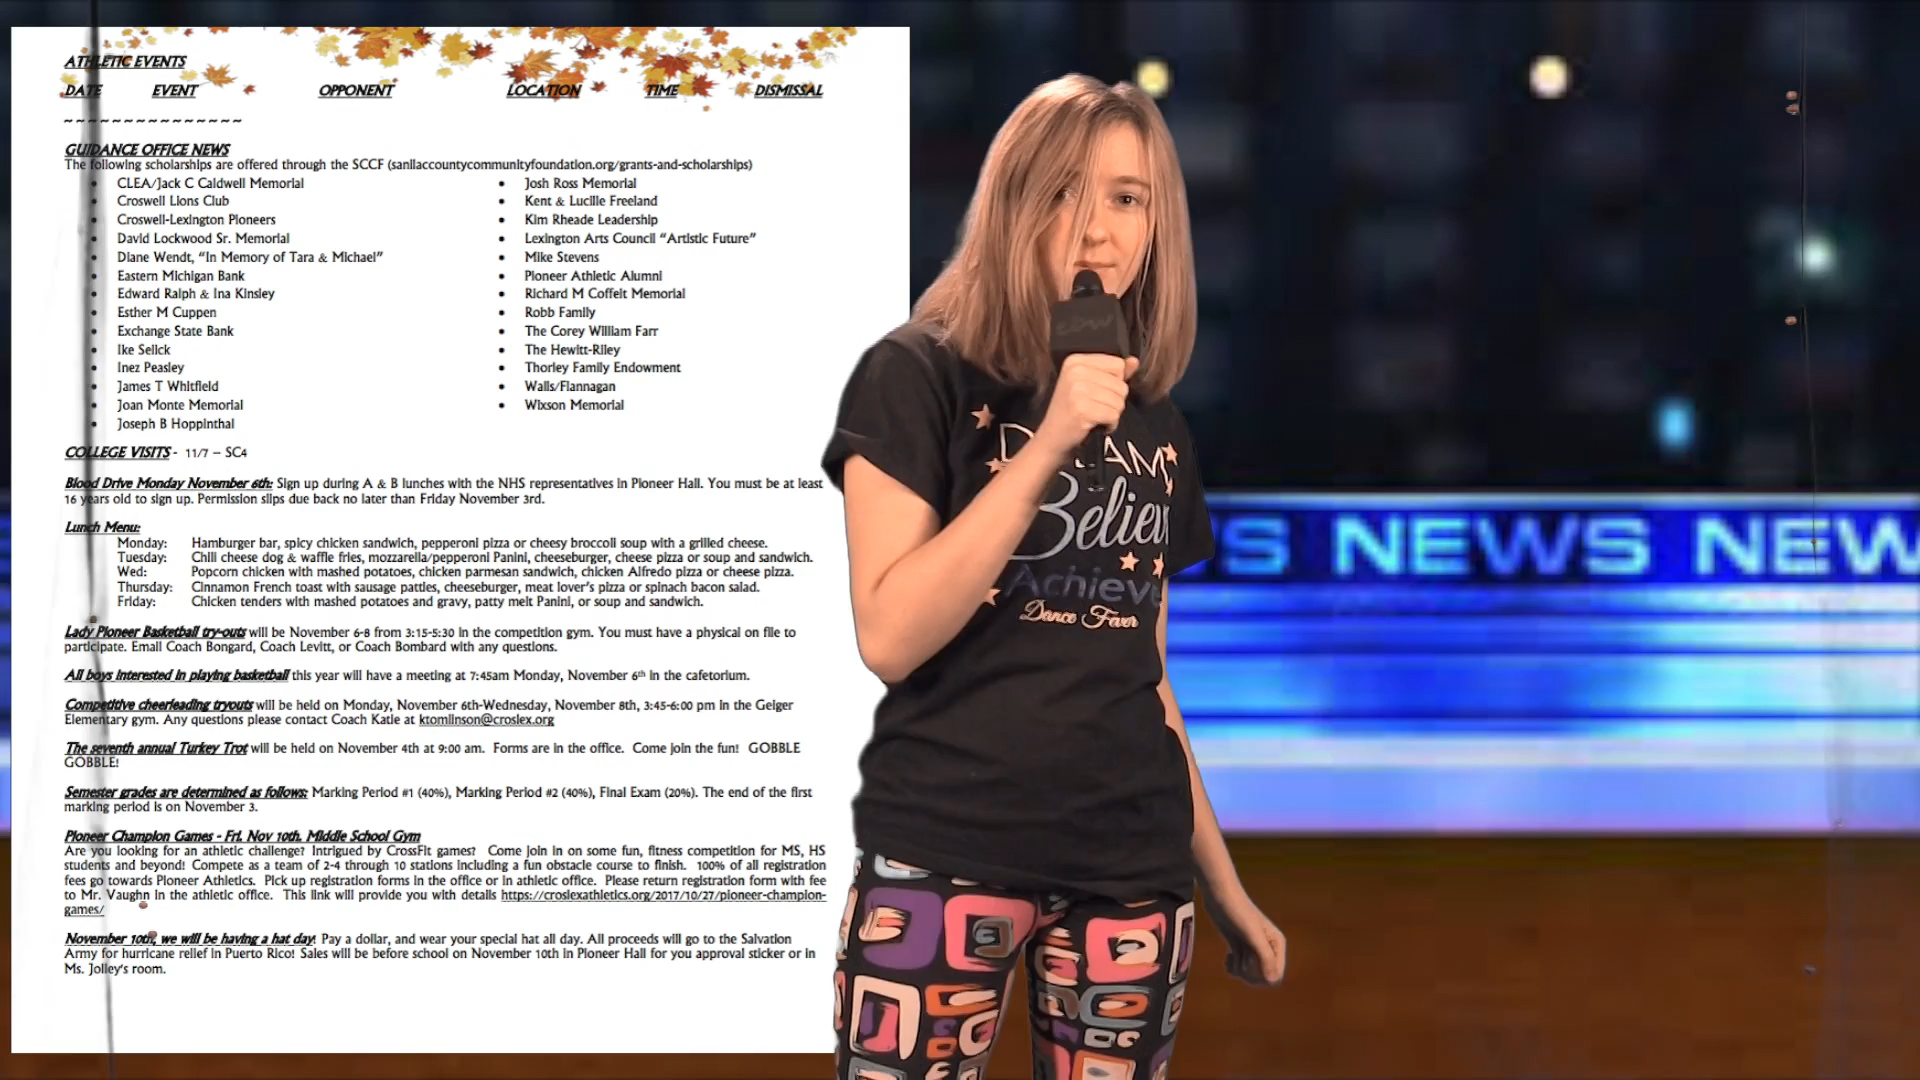 ATHLETIC EVENTS
DATE EVENT OPPONENT LOCATION TIME DISMISSAL
~ ~ ~ ~ ~ ~ ~ ~ ~ ~ ~ ~ ~ ~ ~
GUIDANCE OFFICE NEWS
The following scholarships are offered through the SCCF (sanilaccountycommunityfoundation.org/grants-and-scholarships)
• CLEA/Jack C Caldwell Memorial
• Croswell Lions Club
• Croswell-Lexington Pioneers
• David Lockwood Sr. Memorial
• Diane Wendt, “In Memory of Tara & Michael”
• Eastern Michigan Bank
• Edward Ralph & Ina Kinsley
• Esther M Cuppen
• Exchange State Bank
• Ike Selick
• Inez Peasley
• James T Whitfield
• Joan Monte Memorial
• Joseph B Hoppinthal
• Josh Ross Memorial
• Kent & Lucille Freeland
• Kim Rheade Leadership
• Lexington Arts Council “Artistic Future”
• Mike Stevens
• Pioneer Athletic Alumni
• Richard M Coffelt Memorial
• Robb Family
• The Corey William Farr
• The Hewitt-Riley
• Thorley Family Endowment
• Walls/Flannagan
• Wixson Memorial
COLLEGE VISITS - 11/7 – SC4
Blood Drive Monday November 6th: Sign up during A & B lunches with the NHS representatives in Pioneer Hall. You must be at least
16 years old to sign up. Permission slips due back no later than Friday November 3rd.
Lunch Menu:
Monday: Hamburger bar, spicy chicken sandwich, pepperoni pizza or cheesy broccoli soup with a grilled cheese.
Tuesday: Chili cheese dog & waffle fries, mozzarella/pepperoni Panini, cheeseburger, cheese pizza or soup and sandwich.
Wed: Popcorn chicken with mashed potatoes, chicken parmesan sandwich, chicken Alfredo pizza or cheese pizza.
Thursday: Cinnamon French toast with sausage patties, cheeseburger, meat lover's pizza or spinach bacon salad.
Friday: Chicken tenders with mashed potatoes and gravy, patty melt Panini, or soup and sandwich.
Lady Pioneer Basketball try-outs will be November 6-8 from 3:15-5:30 in the competition gym. You must have a physical on file to
participate. Email Coach Bongard, Coach Levitt, or Coach Bombard with any questions.
All boys interested in playing basketball this year will have a meeting at 7:45am Monday, November 6th in the cafetorium.
Competitive cheerleading tryouts will be held on Monday, November 6th-Wednesday, November 8th, 3:45-6:00 pm in the Geiger
Elementary gym. Any questions please contact Coach Katie at ktomlinson@croslex.org
The seventh annual Turkey Trot will be held on November 4th at 9:00 am. Forms are in the office. Come join the fun! GOBBLE
GOBBLE!
Semester grades are determined as follows: Marking Period #1 (40%), Marking Period #2 (40%), Final Exam (20%). The end of the first
marking period is on November 3.
Pioneer Champion Games - Fri. Nov 10th. Middle School Gym
Are you looking for an athletic challenge? Intrigued by CrossFit games? Come join in on some fun, fitness competition for MS, HS
students and beyond! Compete as a team of 2-4 through 10 stations including a fun obstacle course to finish. 100% of all registration
fees go towards Pioneer Athletics. Pick up registration forms in the office or in athletic office. Please return registration form with fee
to Mr. Vaughn in the athletic office. This link will provide you with details https://croslexathletics.org/2017/10/27/pioneer-champion-
games/
November 10th, we will be having a hat day! Pay a dollar, and wear your special hat all day. All proceeds will go to the Salvation
Army for hurricane relief in Puerto Rico! Sales will be before school on November 10th in Pioneer Hall for you approval sticker or in
Ms. Jolley's room.
Believ
Achieve
Dance Fever
S NEWS NEW